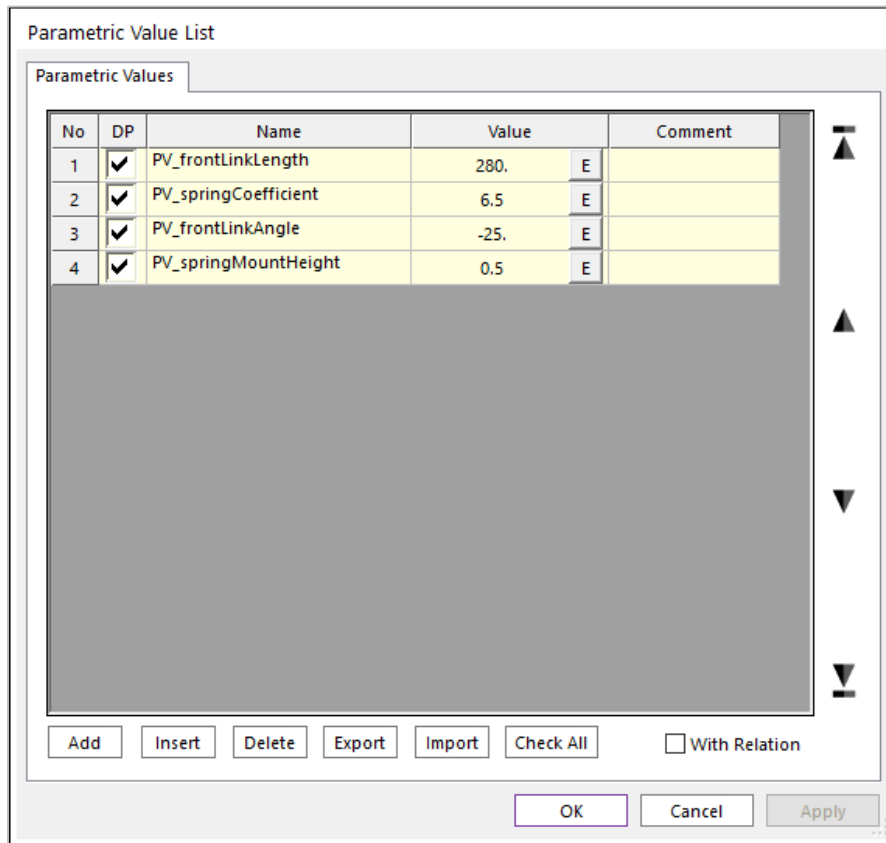 Parametric Value List
Parametric Values
No DP Name Value Comment
1 PV_frontLinkLength 280. E
2 PV_springCoefficient 6.5 E
3 PV_frontLinkAngle -25. E
4 PV_springMountHeight 0.5 E
Add Insert Delete Export Import Check All With Relation
OK Cancel Apply